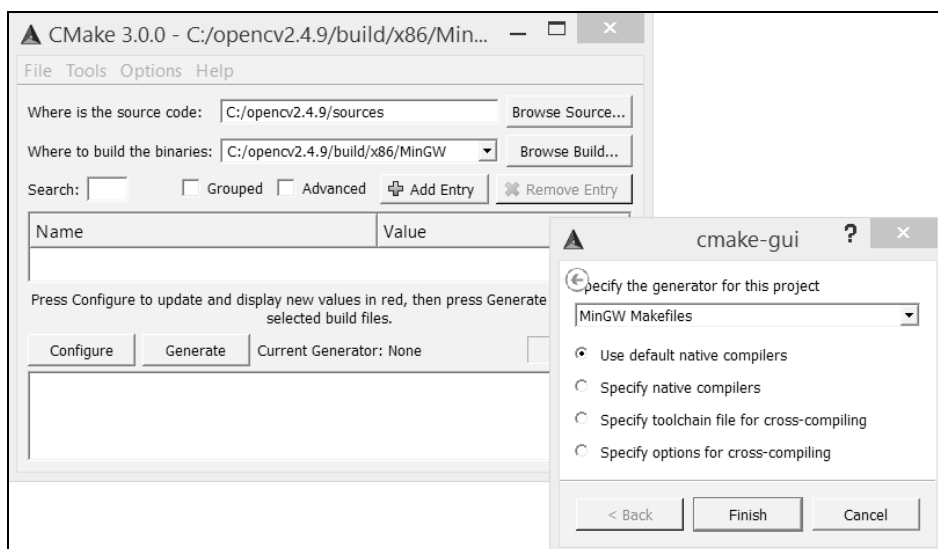 CMake 3.0.0 - C:/opencv2.4.9/build/x86/Min...
File Tools Options Help
Where is the source code: C:/opencv2.4.9/sources Browse Source...
Where to build the binaries: C:/opencv2.4.9/build/x86/MinGW Browse Build...
Search: Grouped Advanced Add Entry Remove Entry
Name Value
Press Configure to update and display new values in red, then press Generate
selected build files.
Configure Generate Current Generator: None
cmake-gui ?
pecify the generator for this project
MinGW Makefiles
Use default native compilers
Specify native compilers
Specify toolchain file for cross-compiling
Specify options for cross-compiling
< Back Finish Cancel